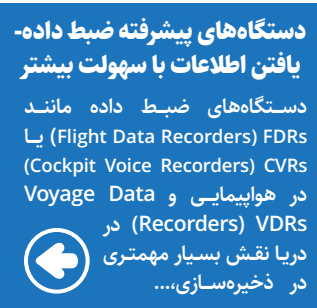 دستگاه‌های پیشرفته ضبط داده-
یافتن اطلاعات با سهولت بیشتر
دستگاه‌های ضبط داده مانند
Flight Data Recorders) FDRs) یا
Cockpit Voice Recorders) CVRs)
در هواپیمایی و Voyage Data
Recorders) VDRs) در
دریا نقش بسیار مهمتری
در ذخیره‌سازی،...